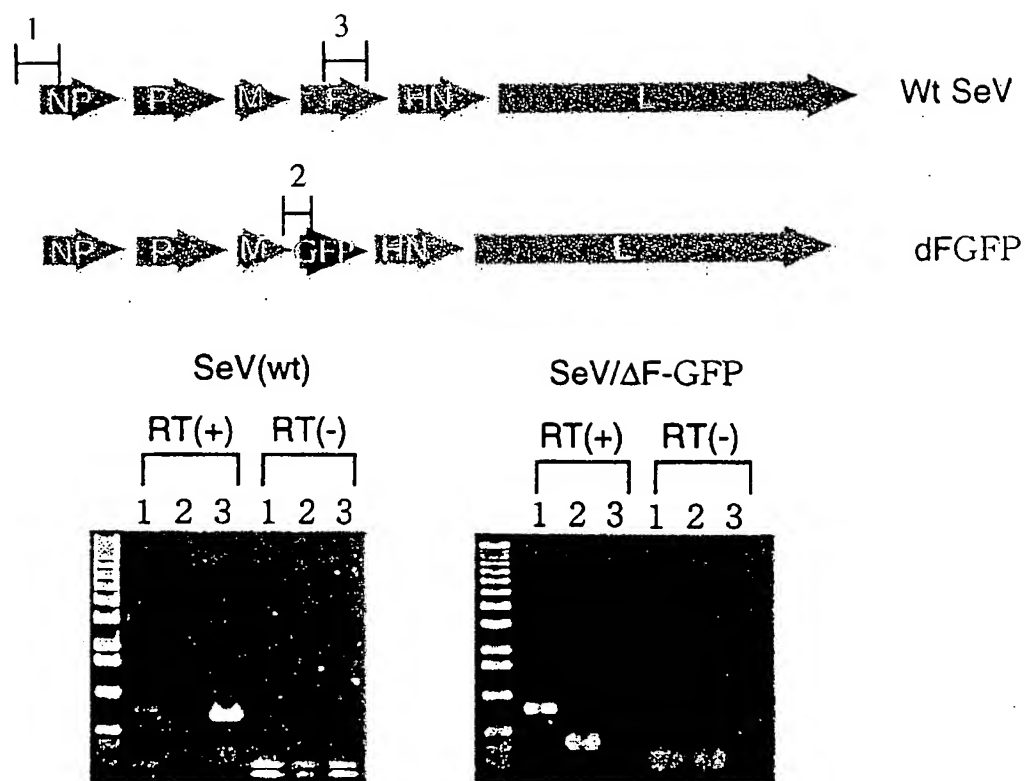 1 3
NP P M F HN L Wt SeV
2
NP P M GFP HN L dFGFP
SeV(wt) SeV/ΔF-GFP
RT(+) RT(-) RT(+) RT(-)
1 2 3 1 2 3 1 2 3 1 2 3